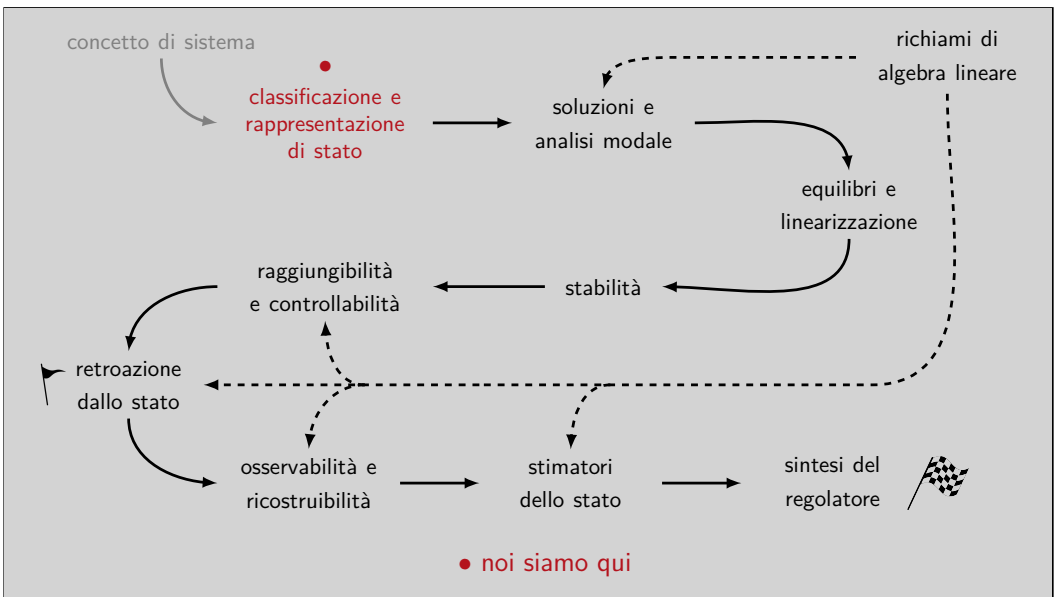 concetto di sistema
classificazione e
rappresentazione
di stato
soluzioni e
analisi modale
richiami di
algebra lineare
equilibri e
linearizzazione
stabilità
raggiungibilità
e controllabilità
retroazione
dallo stato
osservabilità e
ricostruibilità
stimatori
dello stato
sintesi del
regolatore
• noi siamo qui